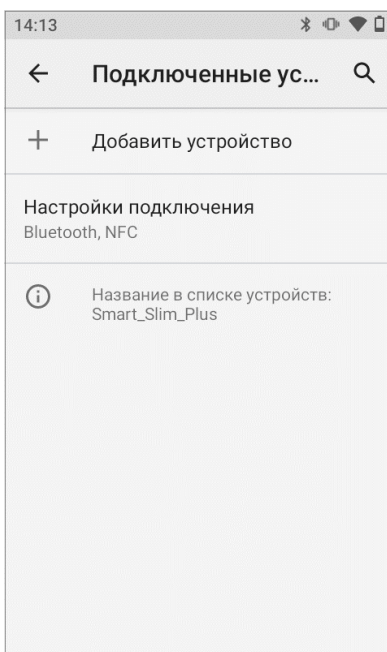 14:13
Подключенные ус...
Добавить устройство
Настройки подключения
Bluetooth, NFC
Название в списке устройств:
Smart_Slim_Plus